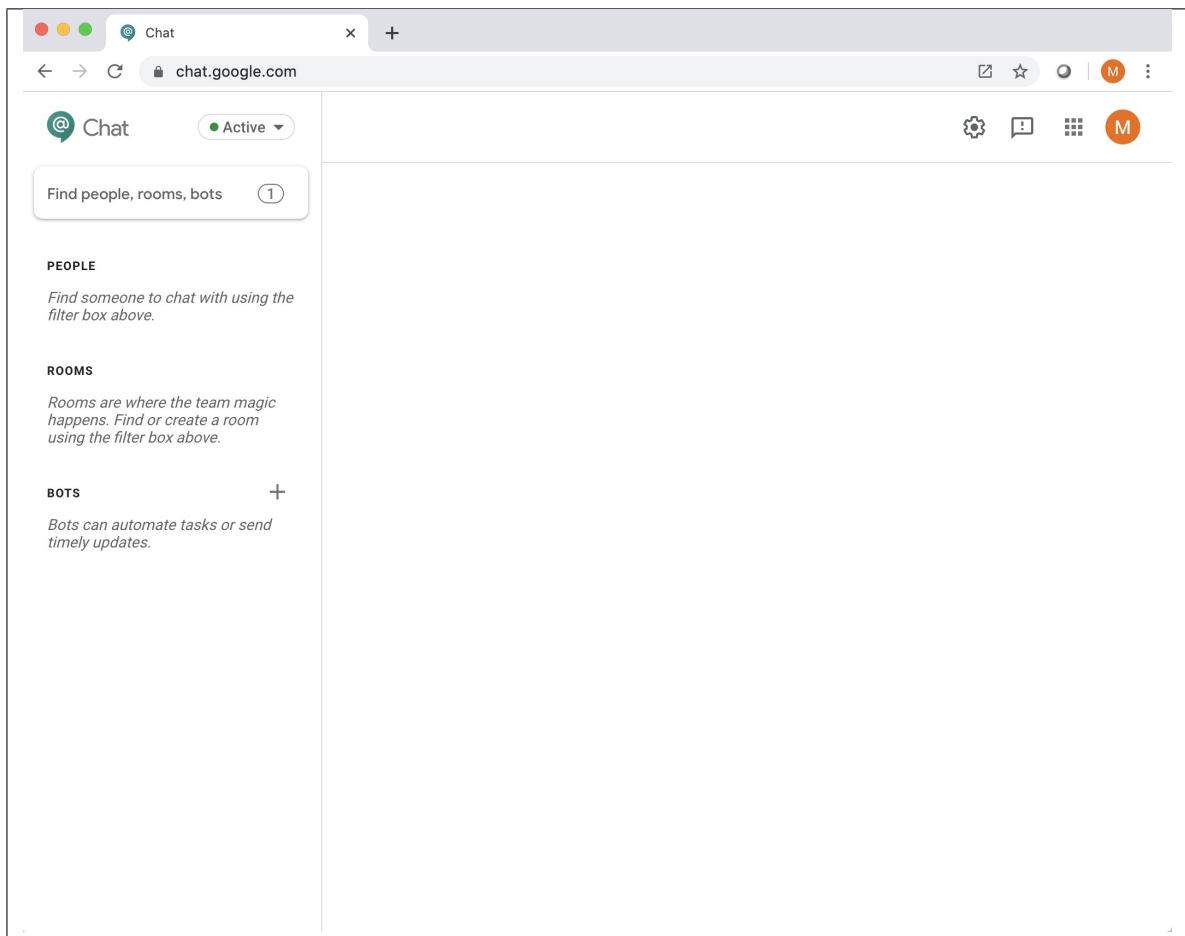 Chat
chat.google.com
M
Chat
Active
M
Find people, rooms, bots
1
PEOPLE
Find someone to chat with using the
filter box above.
ROOMS
Rooms are where the team magic
happens. Find or create a room
using the filter box above.
BOTS
Bots can automate tasks or send
timely updates.